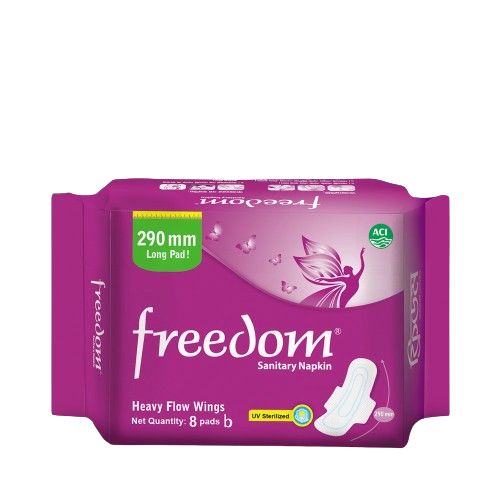 freedom
290 mm
Long Pad!
ACI
freedom®
Sanitary Napkin
Heavy Flow Wings
Net Quantity: 8 pads b
UV Sterilized
290 mm
freedom